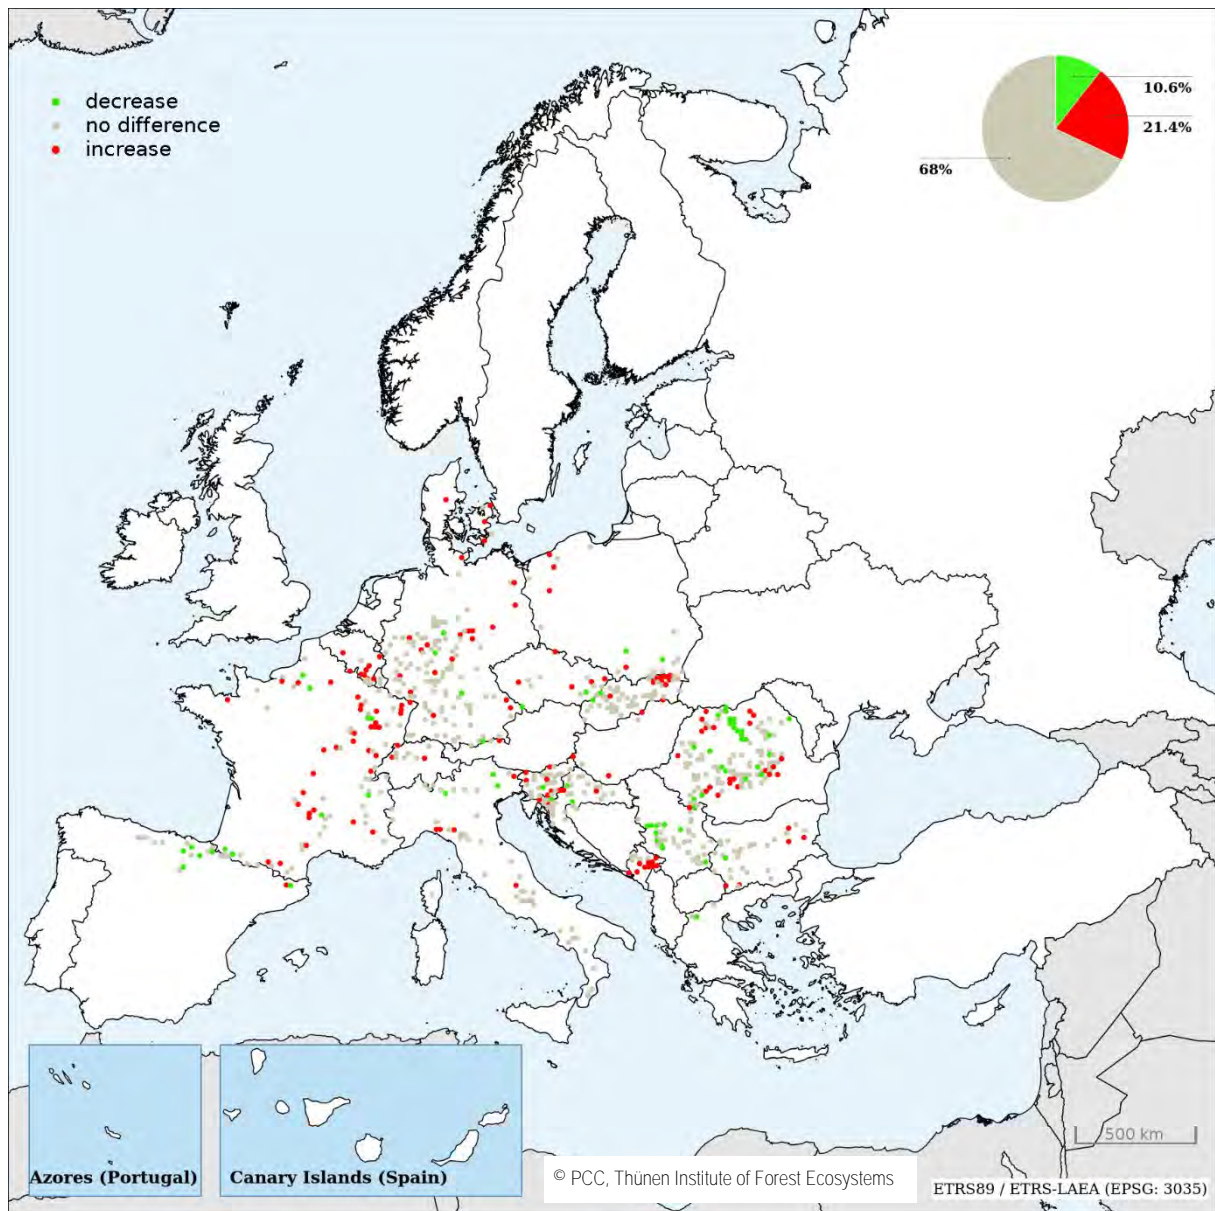 decrease
no difference
increase
10.6%
21.4%
68%
500 km
Azores (Portugal)
Canary Islands (Spain)
© PCC, Thünen Institute of Forest Ecosystems
ETRS89 / ETRS-LAEA (EPSG: 3035)